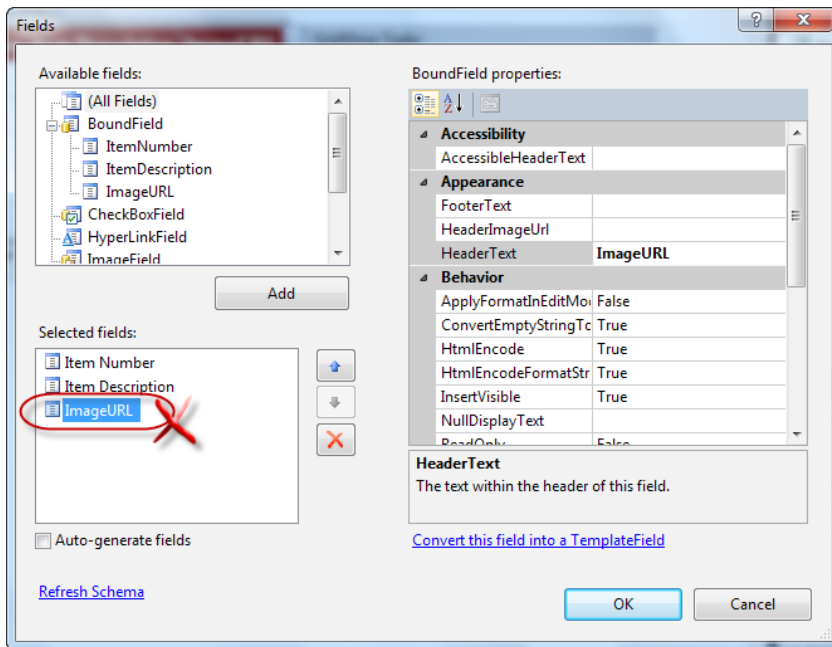 Fields
Available fields:
(All Fields)
BoundField
ItemNumber
ItemDescription
ImageURL
CheckBoxField
HyperLinkField
ImageField
Add
Selected fields:
Item Number
Item Description
ImageURL
Auto-generate fields
Refresh Schema
BoundField properties:
Accessibility
AccessibleHeaderText
Appearance
FooterText
HeaderImageUrl
HeaderText ImageURL
Behavior
ApplyFormatInEditMo False
ConvertEmptyStringTo True
HtmlEncode True
HtmlEncodeFormatStr True
InsertVisible True
NullDisplayText
ReadOnly False
HeaderText
The text within the header of this field.
Convert this field into a TemplateField
OK Cancel